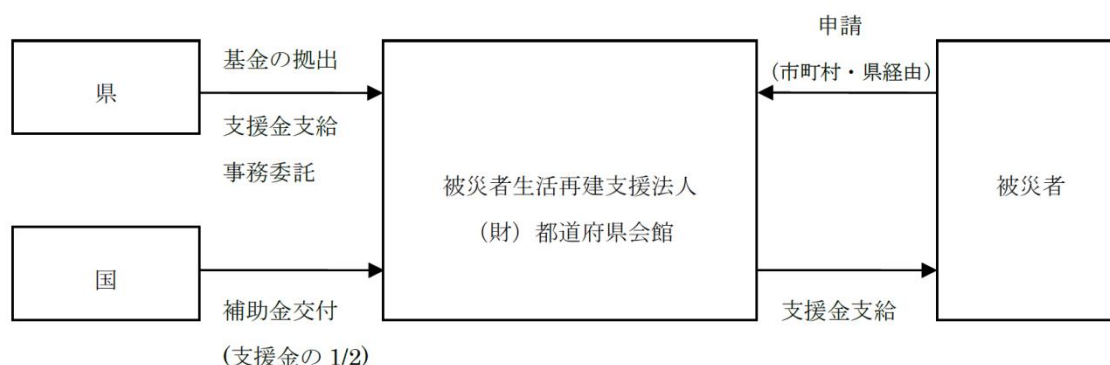 県
基金の拠出
支援金支給
事務委託
国
補助金交付
(支援金の 1/2)
被災者生活再建支援法人
（財）都道府県会館
申請
（市町村・県経由）
支援金支給
被災者